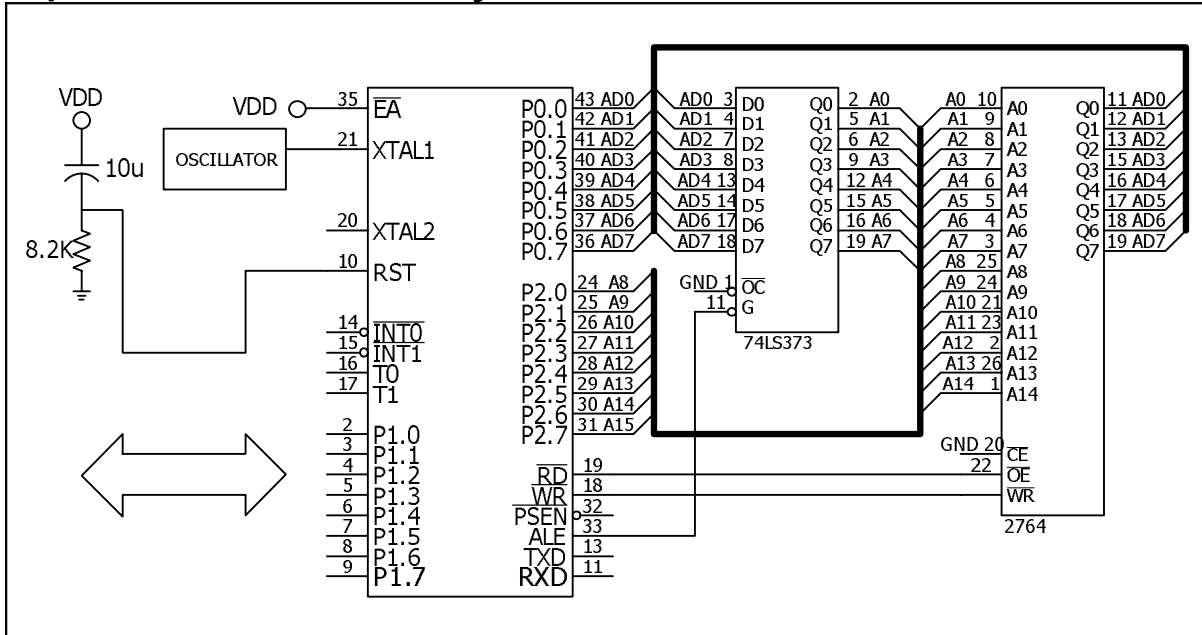 VDD
10u
8.2K
VDD
OSCILLATOR
35 EA
21 XTAL1
20 XTAL2
10 RST
14 INT0
15 INT1
16 T0
17 T1
2 P1.0
3 P1.1
4 P1.2
5 P1.3
6 P1.4
7 P1.5
8 P1.6
9 P1.7
P0.0 43 AD0
P0.1 42 AD1
P0.2 41 AD2
P0.3 40 AD3
P0.4 39 AD4
P0.5 38 AD5
P0.6 37 AD6
P0.7 36 AD7
P2.0 24 A8
P2.1 25 A9
P2.2 26 A10
P2.3 27 A11
P2.4 28 A12
P2.5 29 A13
P2.6 30 A14
P2.7 31 A15
RD 19
WR 18
PSEN 32
ALE 33
TXD 13
RXD 11
AD0 3 D0 Q0 2 A0
AD1 4 D1 Q1 5 A1
AD2 7 D2 Q2 6 A2
AD3 8 D3 Q3 9 A3
AD4 13 D4 Q4 12 A4
AD5 14 D5 Q5 15 A5
AD6 17 D6 Q6 16 A6
AD7 18 D7 Q7 19 A7
GND 1 OC
11 G
74LS373
A0 10 A0 Q0 11 AD0
A1 9 A1 Q1 12 AD1
A2 8 A2 Q2 13 AD2
A3 7 A3 Q3 15 AD3
A4 6 A4 Q4 16 AD4
A5 5 A5 Q5 17 AD5
A6 4 A6 Q6 18 AD6
A7 3 A7 Q7 19 AD7
A8 25 A8
A9 24 A9
A10 21 A10
A11 23 A11
A12 2 A12
A13 26 A13
A14 1 A14
GND 20 CE
22 OE
WR
2764